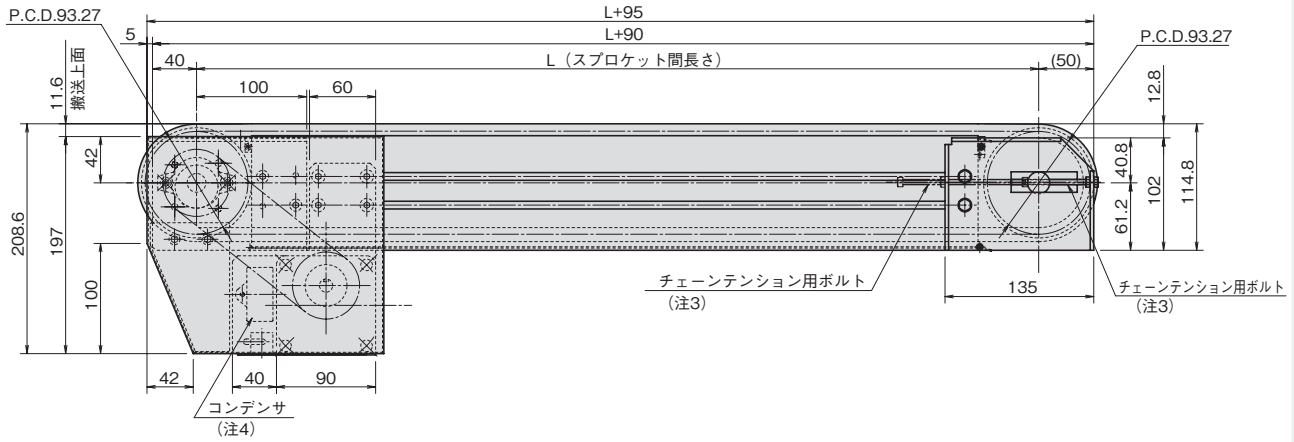 P.C.D.93.27
L+95
5
L+90
P.C.D.93.27
40
L（スプロケット間長さ）
(50)
11.6
搬送上面
100
60
12.8
42
40.8
208.6
197
61.2
102
114.8
100
チェーンテンション用ボルト
（注3）
135
チェーンテンション用ボルト
（注3）
42
40
90
コンデンサ
（注4）